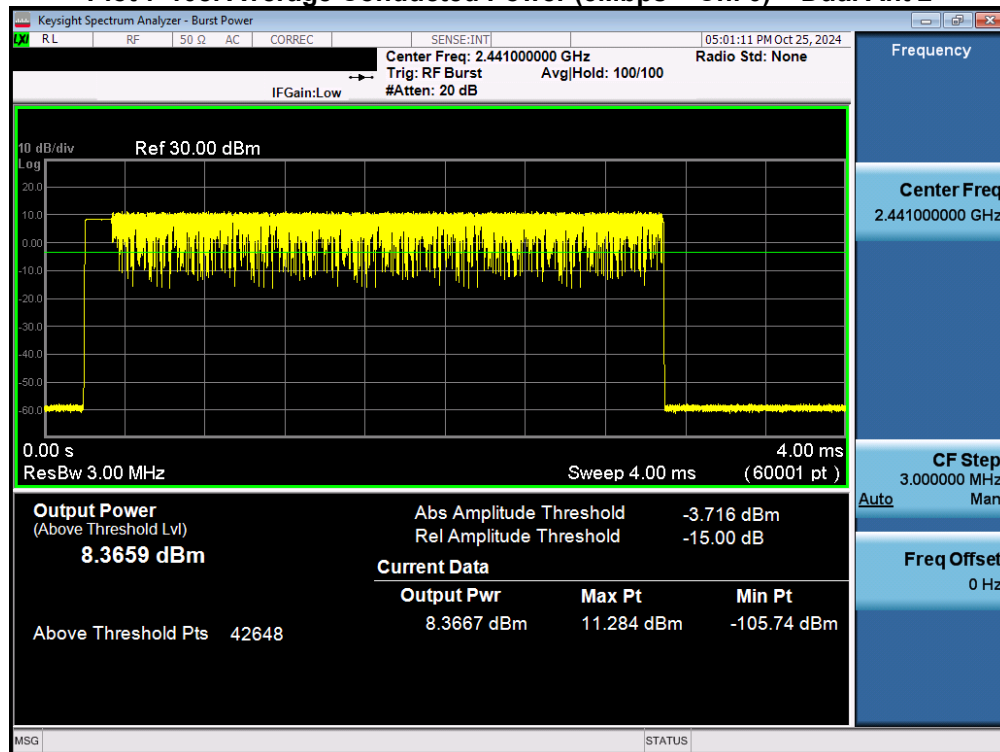 Keysight Spectrum Analyzer - Burst Power
LXI RL RF 50 Ω AC CORREC SENSE:INT 05:01:11 PM Oct 25, 2024
Center Freq: 2.441000000 GHz Radio Std: None
Trig: RF Burst Avg|Hold: 100/100
IFGain:Low #Atten: 20 dB
10 dB/div Ref 30.00 dBm
Log
20.0
10.0
0.00
-10.0
-20.0
-30.0
-40.0
-50.0
-60.0
0.00 s 4.00 ms
ResBw 3.00 MHz Sweep 4.00 ms (60001 pt)
Output Power
(Above Threshold Lvl)
8.3659 dBm
Above Threshold Pts 42648
Abs Amplitude Threshold -3.716 dBm
Rel Amplitude Threshold -15.00 dB
Current Data
Output Pwr Max Pt Min Pt
8.3667 dBm 11.284 dBm -105.74 dBm
Frequency
Center Freq
2.441000000 GHz
CF Step
3.000000 MHz
Auto Man
Freq Offset
0 Hz
MSG STATUS